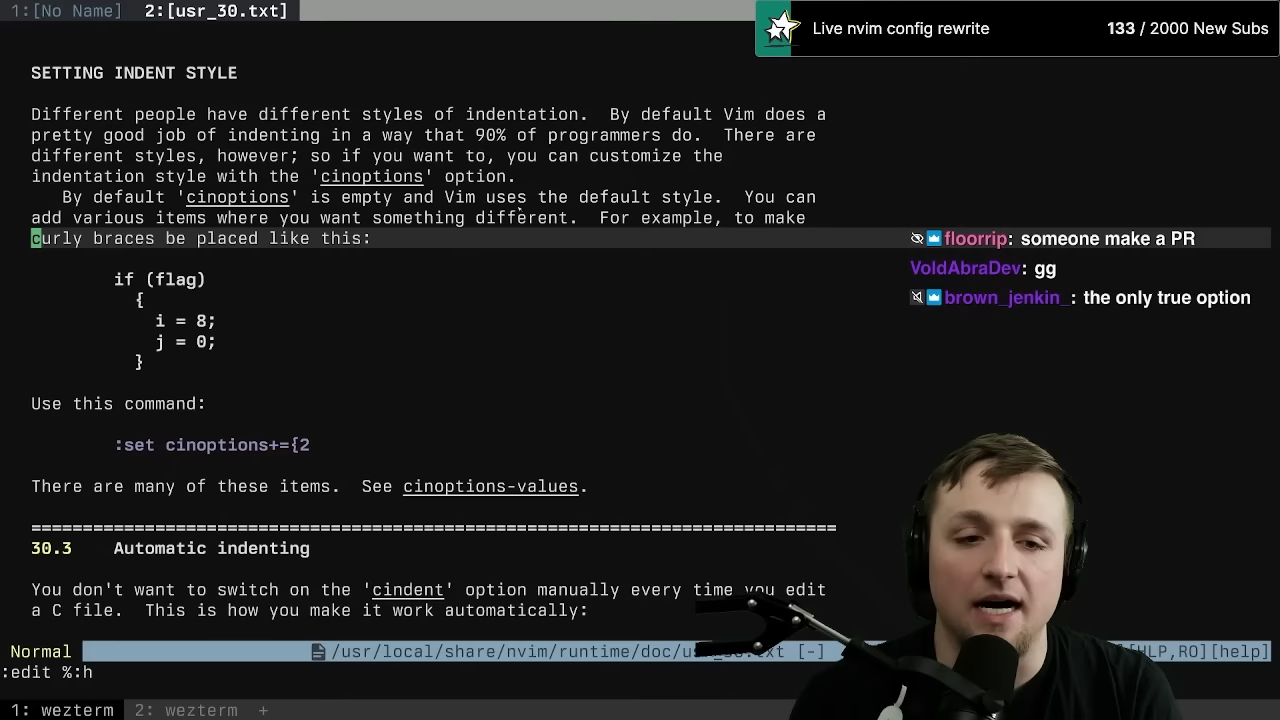 1:[No Name]  2:[usr_30.txt]
Live nvim config rewrite
133 / 2000 New Subs
SETTING INDENT STYLE
Different people have different styles of indentation.  By default Vim does a
pretty good job of indenting in a way that 90% of programmers do.  There are
different styles, however; so if you want to, you can customize the
indentation style with the 'cinoptions' option.
   By default 'cinoptions' is empty and Vim uses the default style.  You can
add various items where you want something different.  For example, to make
curly braces be placed like this:
if (flag)
{
i = 8;
j = 0;
}
Use this command:
:set cinoptions+={2
There are many of these items.  See cinoptions-values.
==============================================================================
30.3    Automatic indenting
You don't want to switch on the 'cindent' option manually every time you edit
a C file.  This is how you make it work automatically:
floorrip: someone make a PR
VoldAbraDev: gg
brown_jenkin_: the only true option
Normal
/usr/local/share/nvim/runtime/doc/usr_30.txt [-]
[HLP,RO][help]
:edit %:h
1: wezterm  2: wezterm  +